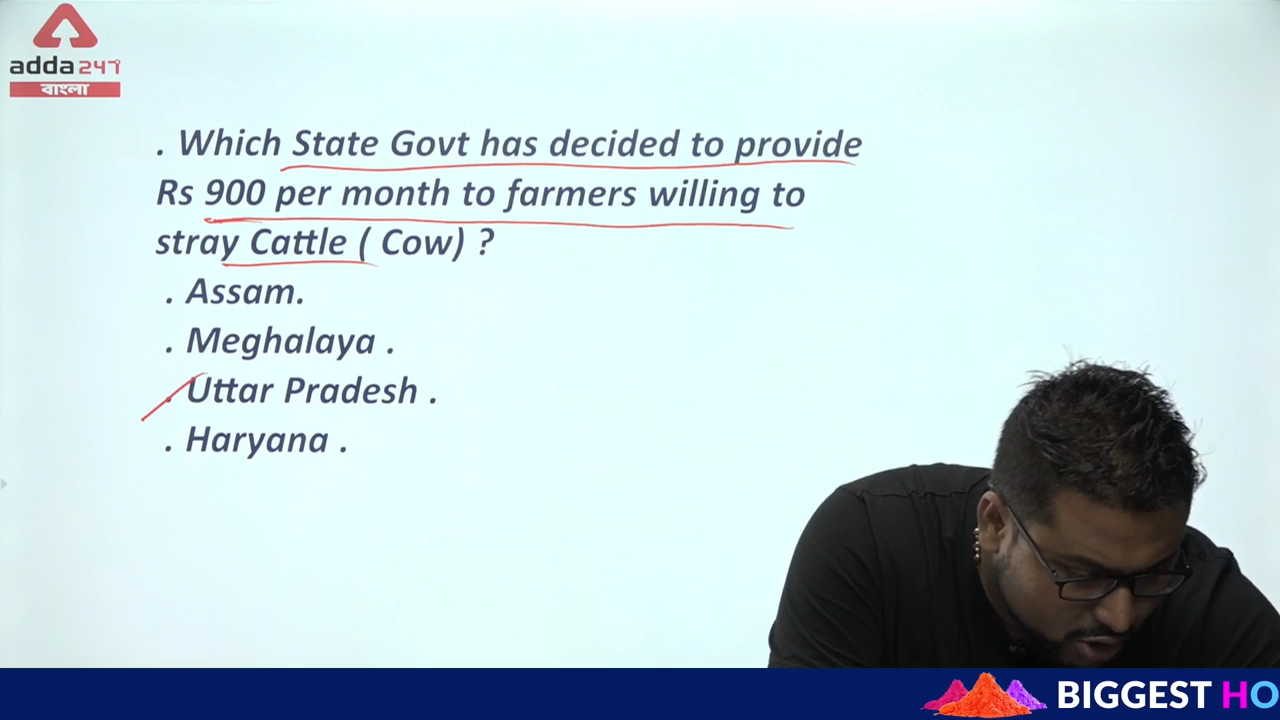 adda247
বাংলা
. Which State Govt has decided to provide
Rs 900 per month to farmers willing to
stray Cattle ( Cow) ?
. Assam.
. Meghalaya .
. Uttar Pradesh .
. Haryana .
BIGGEST HO